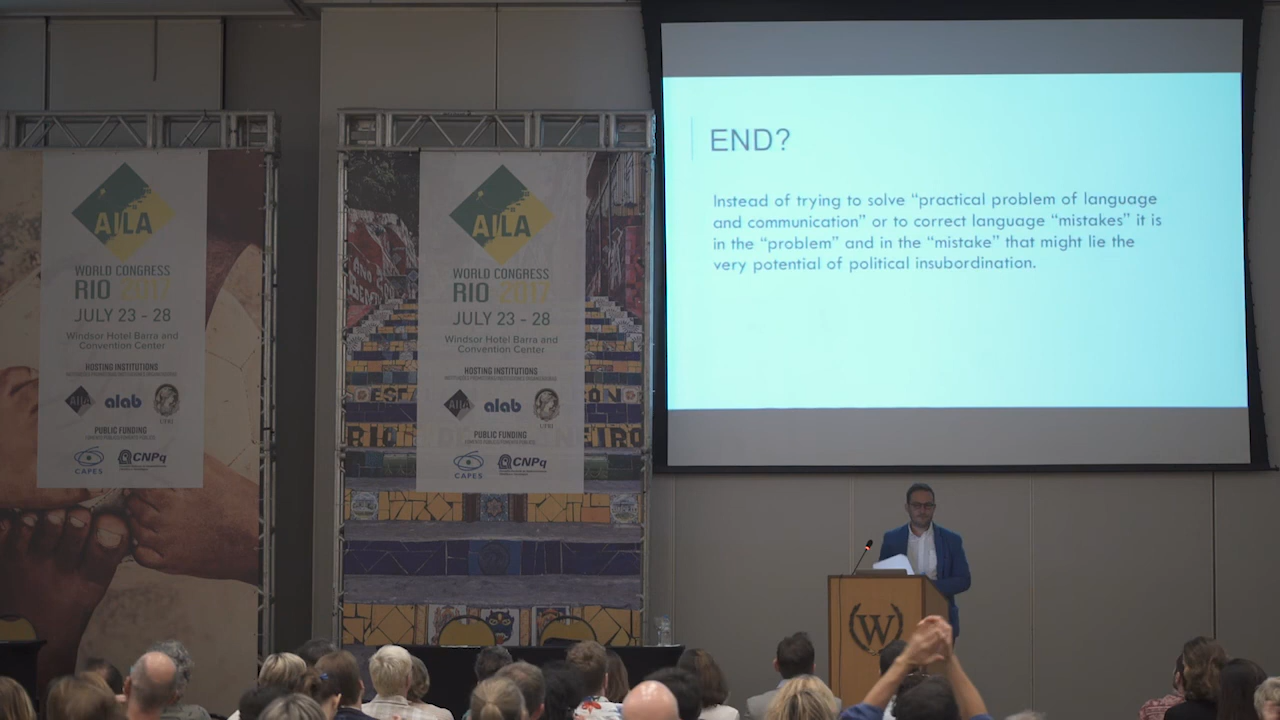 AILA
WORLD CONGRESS
RIO 2017
JULY 23 - 28
Windsor Hotel Barra and
Convention Center
HOSTING INSTITUTIONS
AILA
alab
UFRJ
PUBLIC FUNDING
CAPES
CNPq
AILA
WORLD CONGRESS
RIO 2017
JULY 23 - 28
Windsor Hotel Barra and
Convention Center
HOSTING INSTITUTIONS
AILA
alab
UFRJ
PUBLIC FUNDING
CAPES
CNPq
END?
Instead of trying to solve “practical problem of language
and communication” or to correct language “mistakes” it is
in the “problem” and in the “mistake” that might lie the
very potential of political insubordination.
W